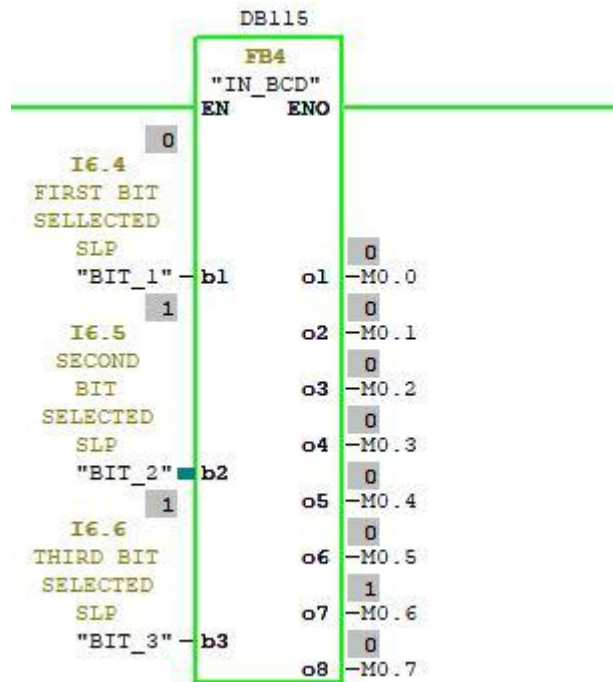 DB115
FB4
"IN_BCD"
EN ENO
0
I6.4
FIRST BIT
SELLECTED
SLP
0
"BIT_1" b1 o1 M0.0
1
0
I6.5
o2 M0.1
SECOND
0
BIT
o3 M0.2
SELECTED
0
SLP
o4 M0.3
0
"BIT_2" b2
1
o5 M0.4
I6.6
0
THIRD BIT
o6 M0.5
SELECTED
1
SLP
o7 M0.6
0
"BIT_3" b3
o8 M0.7